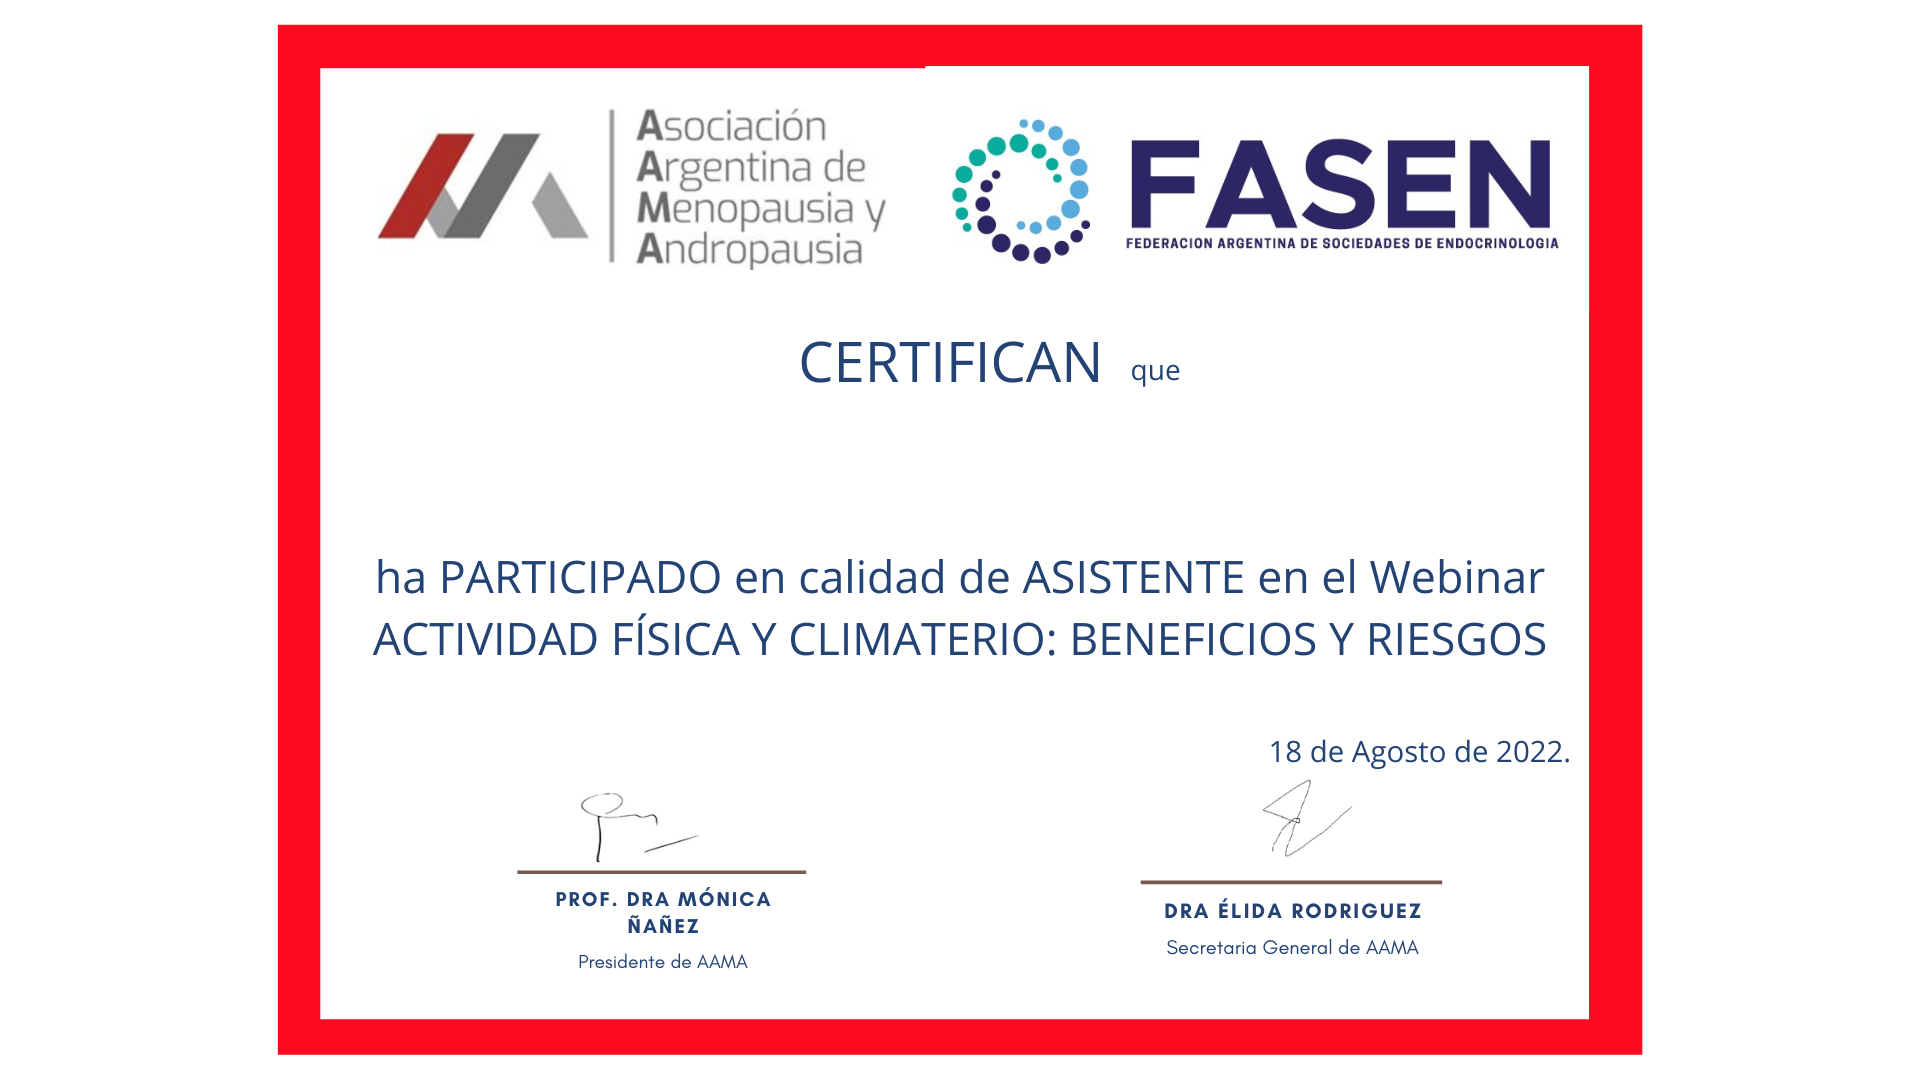 Asociación
Argentina de
Menopausia y
Andropausia
FASEN
FEDERACION ARGENTINA DE SOCIEDADES DE ENDOCRINOLOGIA
CERTIFICAN que
ha PARTICIPADO en calidad de ASISTENTE en el Webinar
ACTIVIDAD FÍSICA Y CLIMATERIO: BENEFICIOS Y RIESGOS
18 de Agosto de 2022.
PROF. DRA MÓNICA
ÑAÑEZ
Presidente de AAMA
DRA ÉLIDA RODRIGUEZ
Secretaria General de AAMA